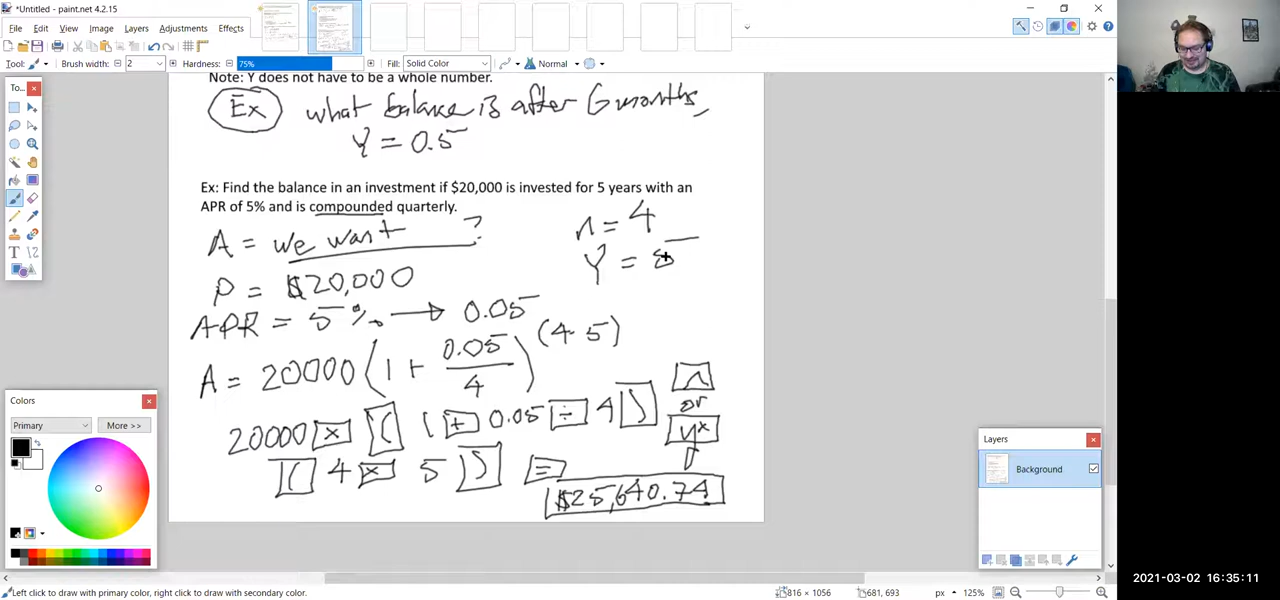 *Untitled - paint.net 4.2.15
File Edit View Image Layers Adjustments Effects
Tool: Brush width: 2 Hardness: 75% Fill: Solid Color Normal
To...
Note: Y does not have to be a whole number.
Ex what balance is after 6 months,
Y = 0.5
Ex: Find the balance in an investment if $20,000 is invested for 5 years with an
APR of 5% and is compounded quarterly.
A = we want ?
n = 4
Y = 5
P = $20,000
APR = 5% → 0.05
A = 20000 (1 + 0.05/4)^(4·5)
20000 × ( 1 + 0.05 ÷ 4 ) ^ or y^x
( 4 × 5 ) =
$25,640.74
Colors
Primary More >>
Layers
Background
Left click to draw with primary color, right click to draw with secondary color.
816 × 1056
681, 693
px
125%
2021-03-02 16:35:11